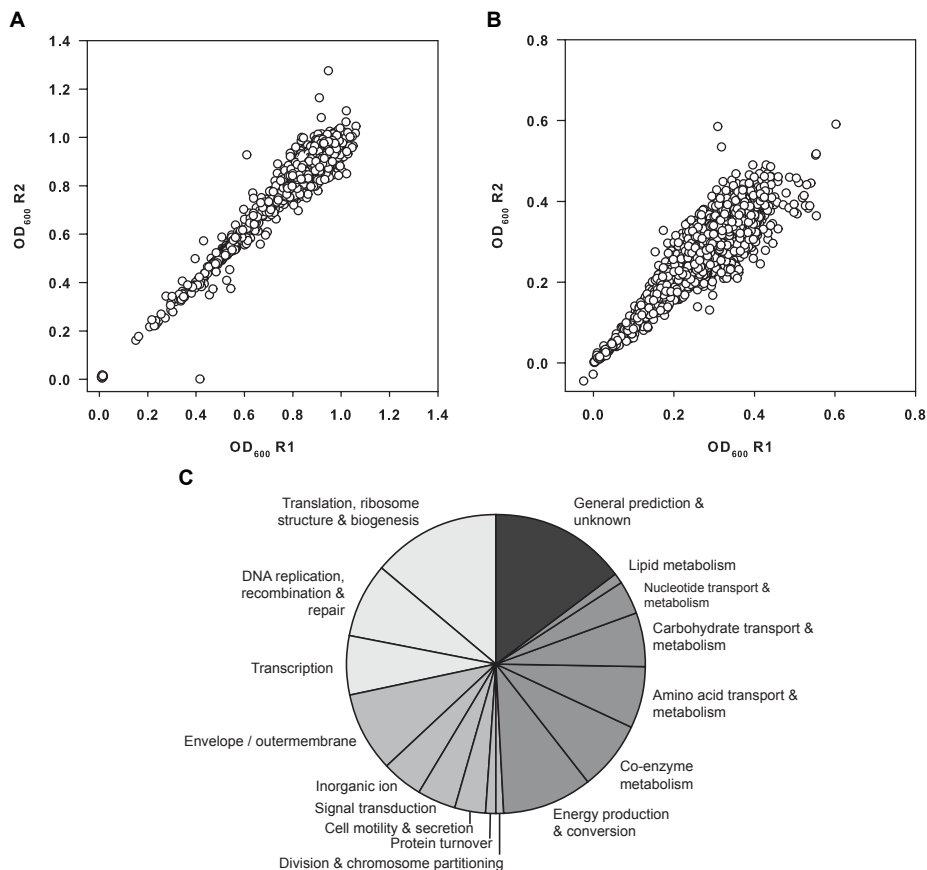 A
1.4
1.2
1.0
0.8
0.6
0.4
0.2
0.0
OD600 R2
0.0 0.2 0.4 0.6 0.8 1.0 1.2 1.4
OD600 R1
B
0.8
0.6
0.4
0.2
0.0
OD600 R2
0.0 0.2 0.4 0.6 0.8
OD600 R1
C
Translation, ribosome
structure & biogenesis
DNA replication,
recombination &
repair
Transcription
Envelope / outermembrane
Inorganic ion
Signal transduction
Cell motility & secretion
Protein turnover
Division & chromosome partitioning
General prediction &
unknown
Lipid metabolism
Nucleotide transport &
metabolism
Carbohydrate transport &
metabolism
Amino acid transport &
metabolism
Co-enzyme
metabolism
Energy production
& conversion